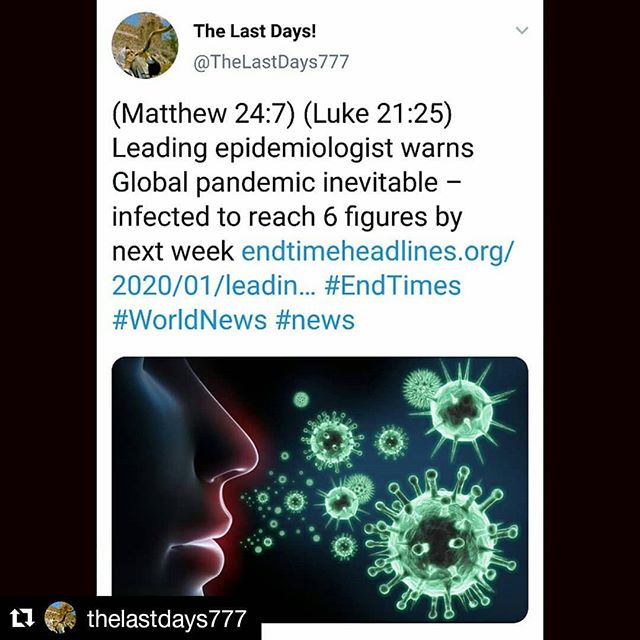 The Last Days!
@TheLastDays777
(Matthew 24:7) (Luke 21:25)
Leading epidemiologist warns
Global pandemic inevitable –
infected to reach 6 figures by
next week endtimeheadlines.org/
2020/01/leadin… #EndTimes
#WorldNews #news
thelastdays777